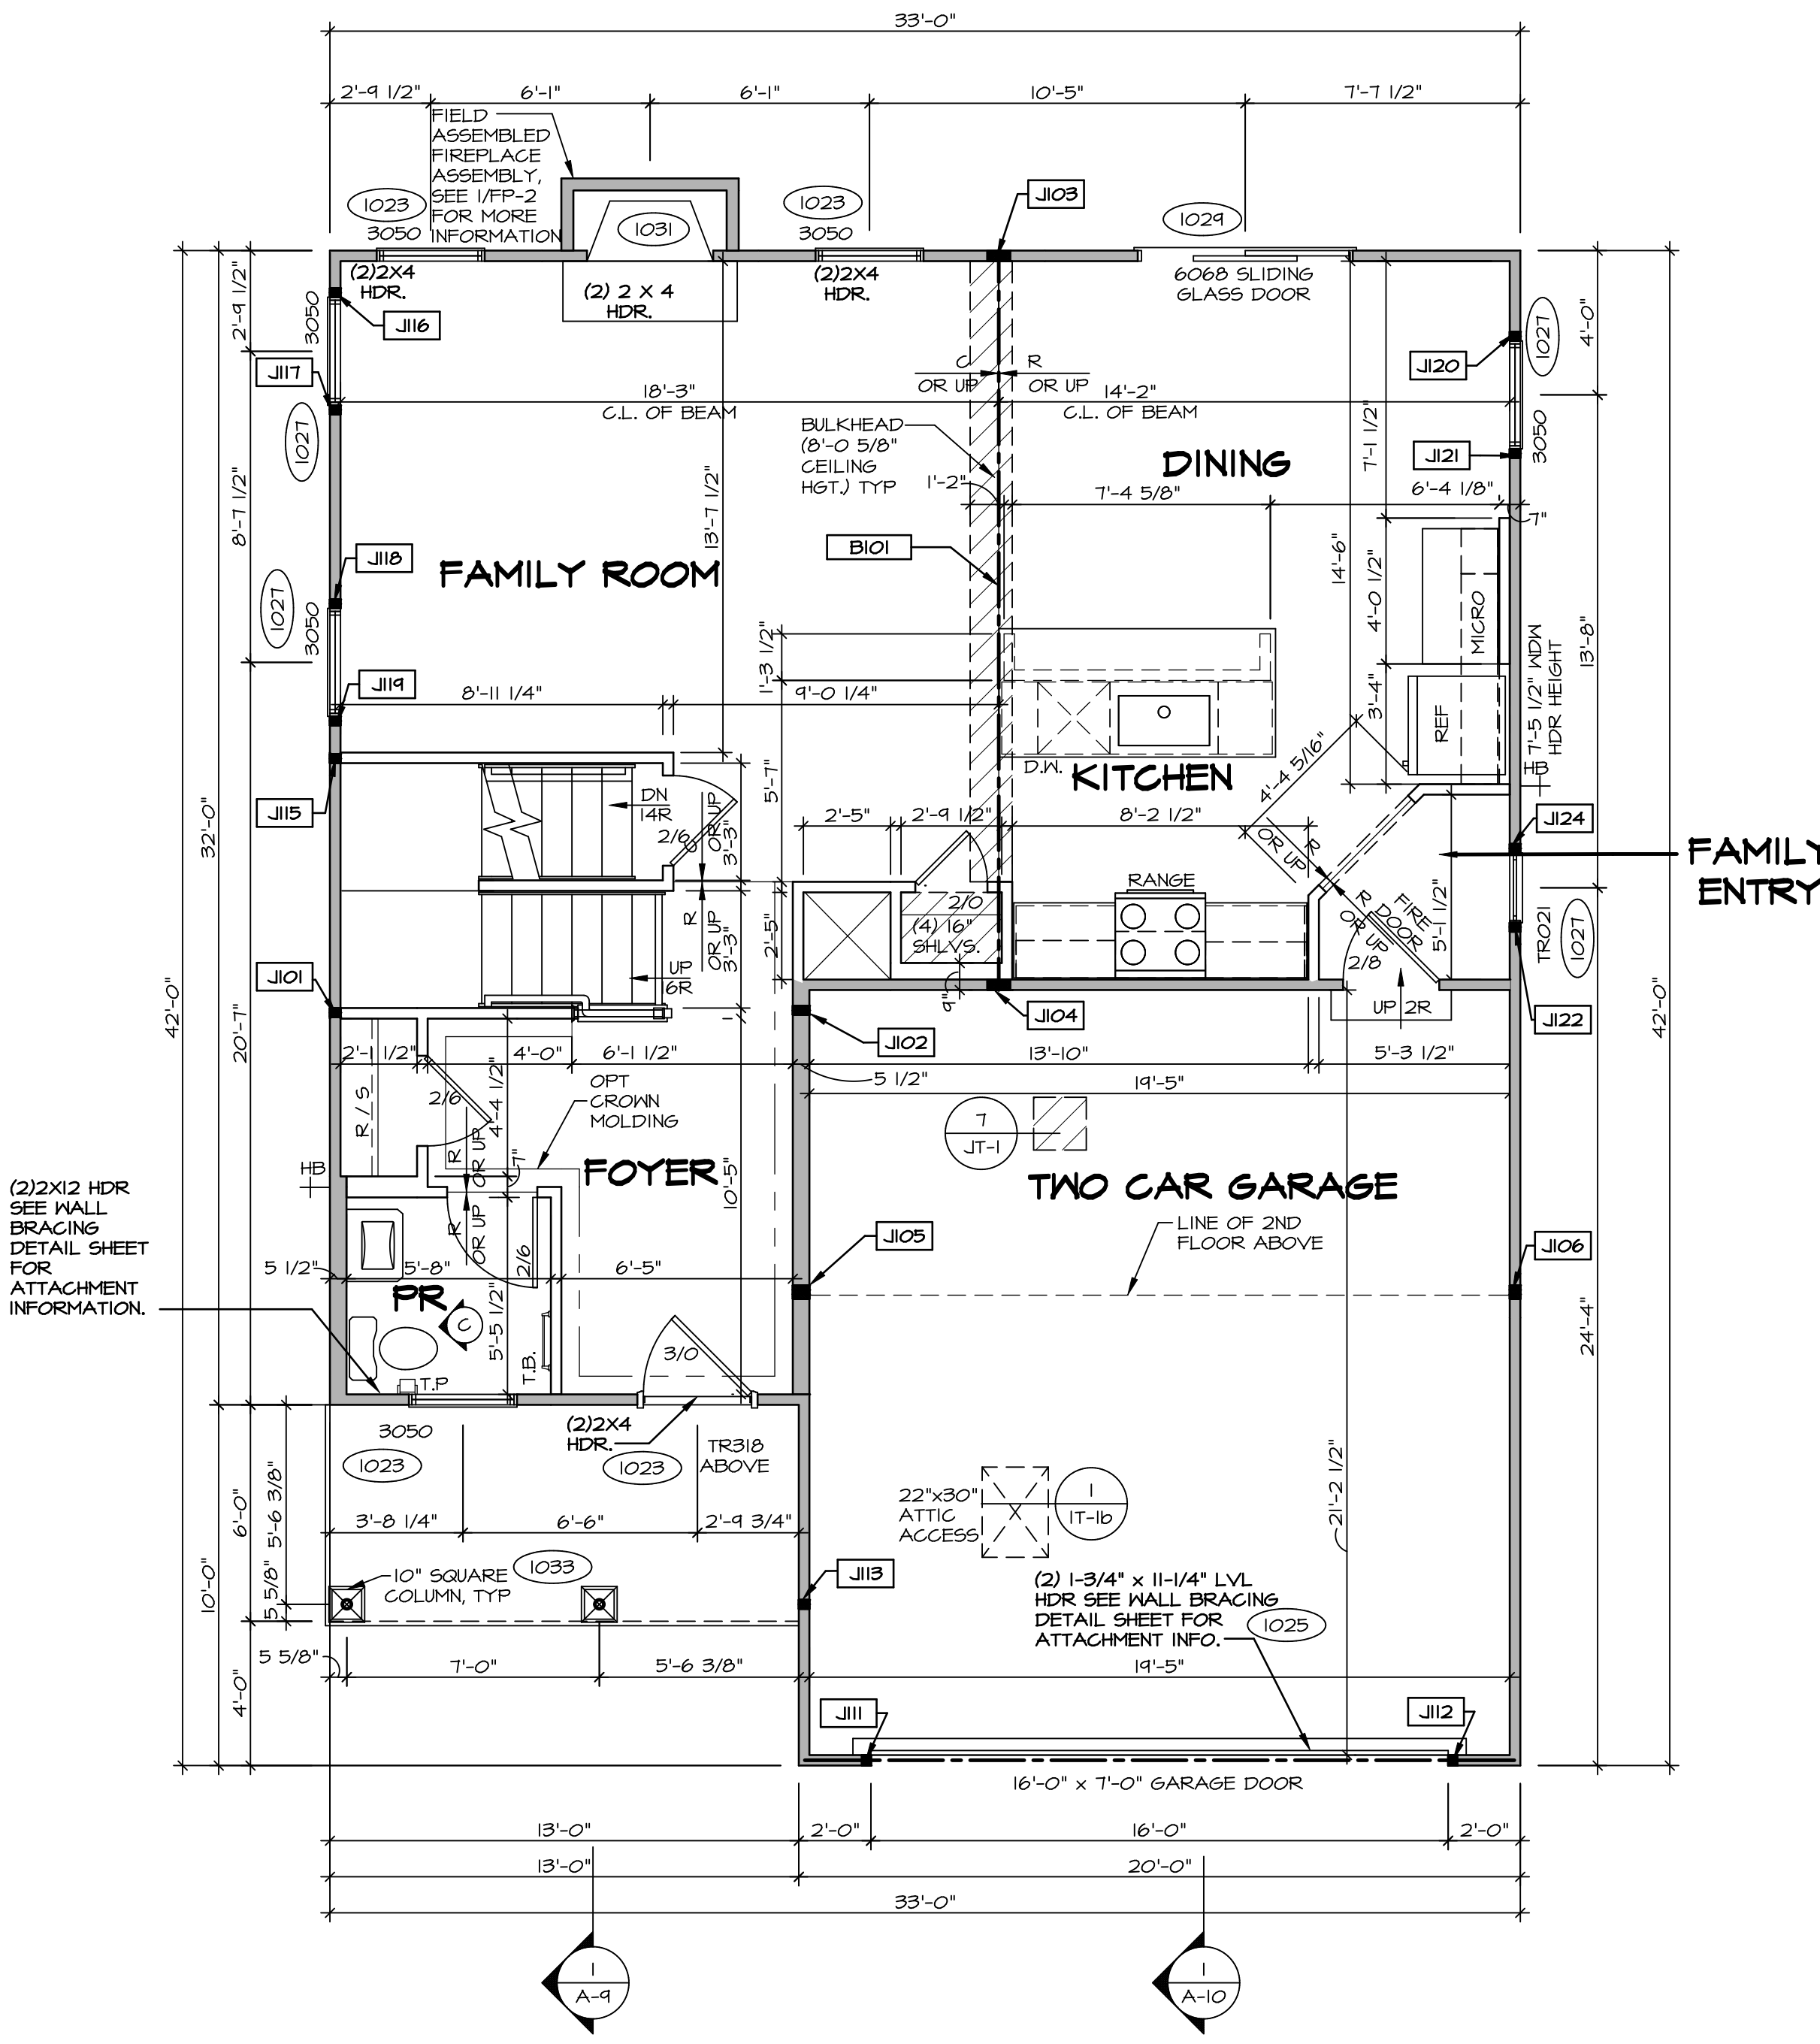 33'-0"
2'-9 1/2"
6'-1"
6'-1"
10'-5"
7'-7 1/2"
FIELD
ASSEMBLED
FIREPLACE
ASSEMBLY,
SEE 1/FP-2
FOR MORE
INFORMATION
1023
3050
1031
1023
3050
J103
1029
(2)2X4
HDR.
(2) 2 X 4
HDR.
(2)2X4
HDR.
6068 SLIDING
GLASS DOOR
2'-9 1/2"
3050
J116
J117
1027
8'-7 1/2"
J118
1027
3050
J119
C
OR UP
R
OR UP
18'-3"
C.L. OF BEAM
14'-2"
C.L. OF BEAM
BULKHEAD
(8'-0 5/8"
CEILING
HGT.) TYP
1'-2"
13'-7 1/2"
B101
FAMILY ROOM
DINING
7'-4 5/8"
6'-4 1/8"
7"
7'-1 1/2"
14'-6"
4'-0 1/2"
3'-4"
J120
1027
4'-0"
J121
3050
MICRO
REF
7'-5 1/2" WDW
HDR HEIGHT
13'-8"
HB
1'-3 1/2"
8'-11 1/4"
9'-0 1/4"
5'-7"
D.W.
KITCHEN
4'-4 5/16"
J115
DN
14R
2/6
C
OR UP
3'-3"
2'-5"
2'-9 1/2"
8'-2 1/2"
R
OR UP
J124
FAMILY
ENTRY
32'-0"
42'-0"
20'-7"
J101
UP
6R
R
OR UP
3'-3"
2'-5"
2/0
(4) 16"
SHLVS.
RANGE
R
OR UP
FIRE
DOOR
2/8
5'-1 1/2"
TR021
1027
J122
42'-0"
9"
J104
UP 2R
J102
2'-1 1/2"
4'-0"
6'-1 1/2"
13'-10"
5'-3 1/2"
5 1/2"
19'-5"
R / S
2/6
4'-4 1/2"
OPT
CROWN
MOLDING
7
JT-1
R
OR UP
7"
HB
FOYER
10'-5"
TWO CAR GARAGE
(2)2X12 HDR
SEE WALL
BRACING
DETAIL SHEET
FOR
ATTACHMENT
INFORMATION.
R
OR UP
2/6
J105
LINE OF 2ND
FLOOR ABOVE
J106
5 1/2"
5'-8"
6'-5"
PR
C
5'-5 1/2"
T.B.
3/0
T.P
24'-4"
3050
1023
(2)2X4
HDR.
1023
TR318
ABOVE
21'-2 1/2"
22"x30"
ATTIC
ACCESS
1
1T-1b
10'-0"
6'-0"
5'-6 3/8"
5 5/8"
3'-8 1/4"
6'-6"
2'-9 3/4"
10" SQUARE
COLUMN, TYP
1033
J113
(2) 1-3/4" x 11-1/4" LVL
HDR SEE WALL BRACING
DETAIL SHEET FOR
ATTACHMENT INFO.
1025
4'-0"
5 5/8"
7'-0"
5'-6 3/8"
19'-5"
J111
J112
16'-0" x 7'-0" GARAGE DOOR
13'-0"
2'-0"
16'-0"
2'-0"
13'-0"
20'-0"
33'-0"
1
A-9
1
A-10